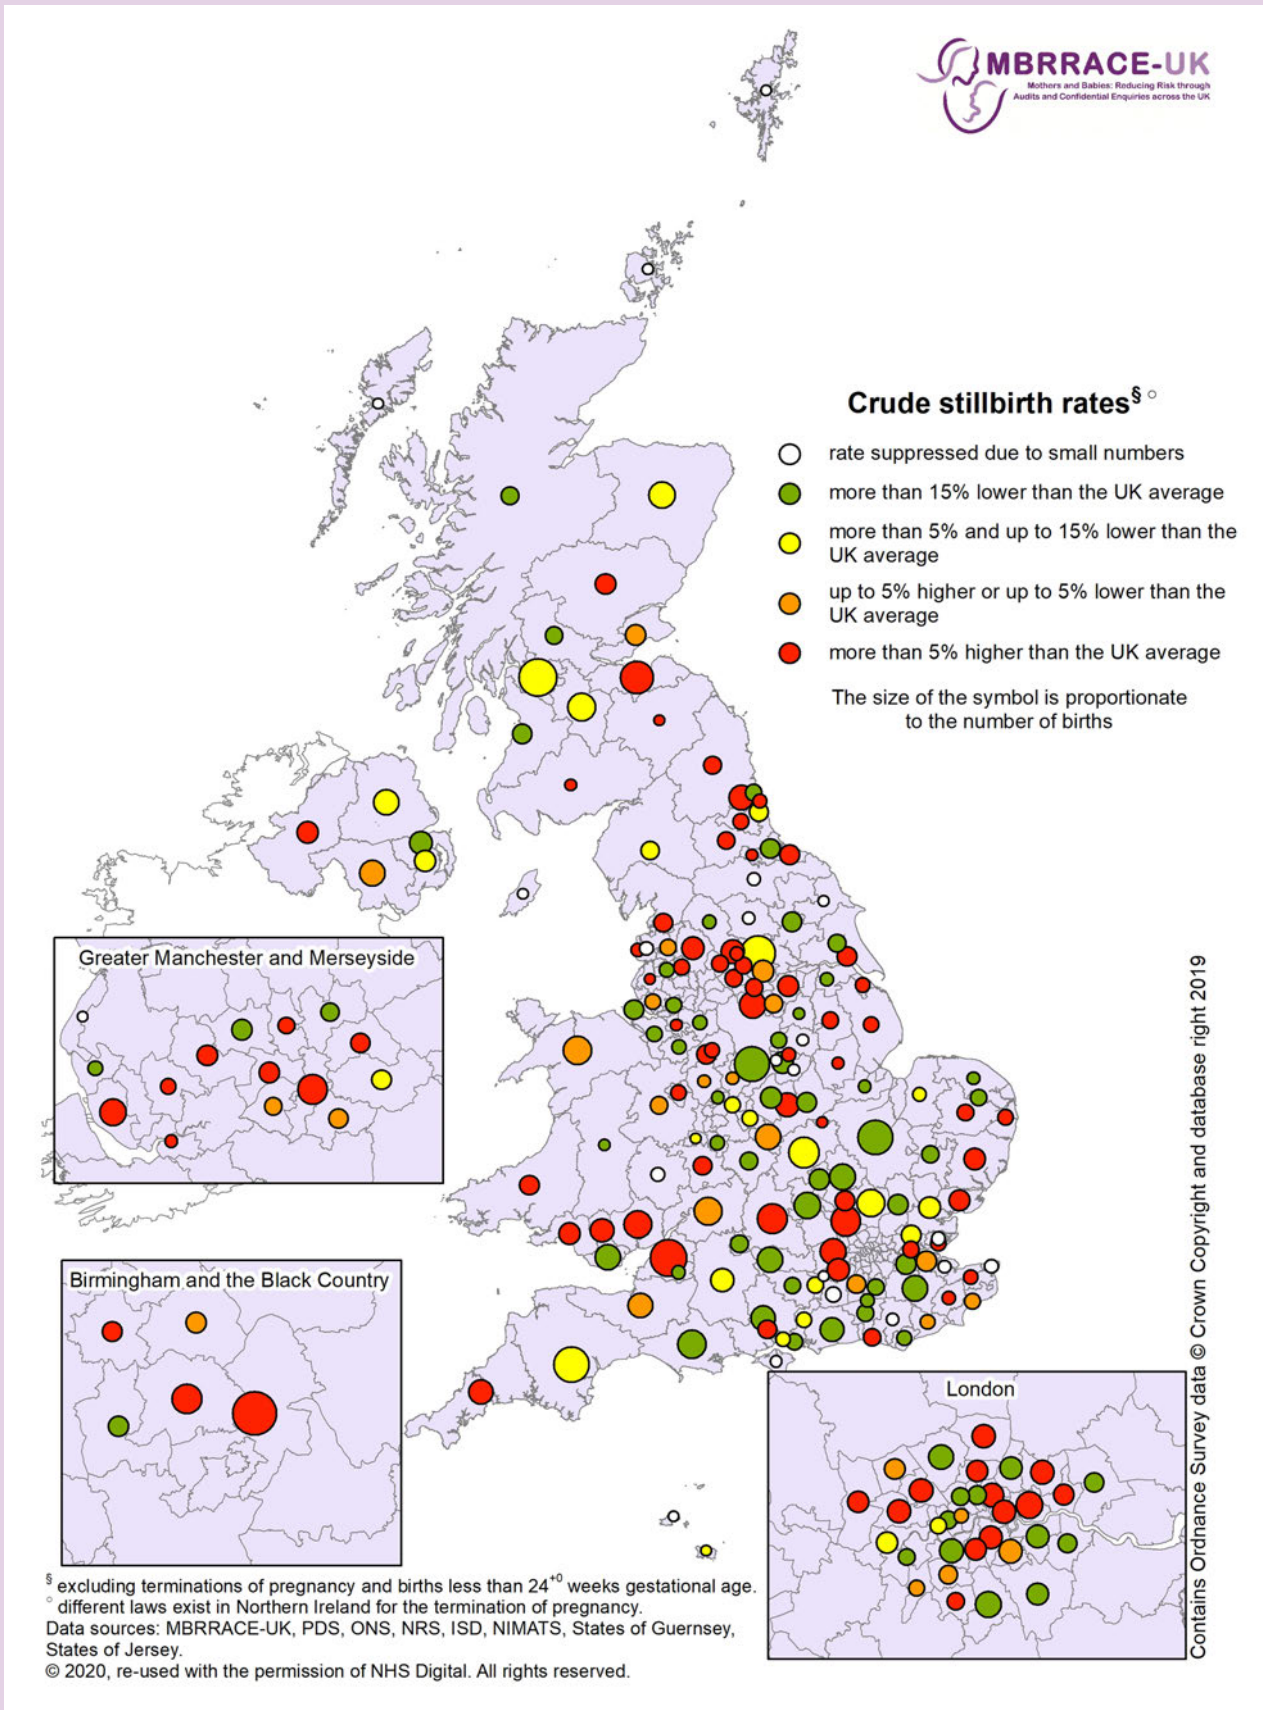 MBRRACE-UK
Mothers and Babies: Reducing Risk through
Audits and Confidential Enquiries across the UK
Crude stillbirth rates§ ○
rate suppressed due to small numbers
more than 15% lower than the UK average
more than 5% and up to 15% lower than the
UK average
up to 5% higher or up to 5% lower than the
UK average
more than 5% higher than the UK average
The size of the symbol is proportionate
to the number of births
Greater Manchester and Merseyside
Birmingham and the Black Country
London
Contains Ordnance Survey data © Crown Copyright and database right 2019
§ excluding terminations of pregnancy and births less than 24+0 weeks gestational age.
○ different laws exist in Northern Ireland for the termination of pregnancy.
Data sources: MBRRACE-UK, PDS, ONS, NRS, ISD, NIMATS, States of Guernsey,
States of Jersey.
© 2020, re-used with the permission of NHS Digital. All rights reserved.